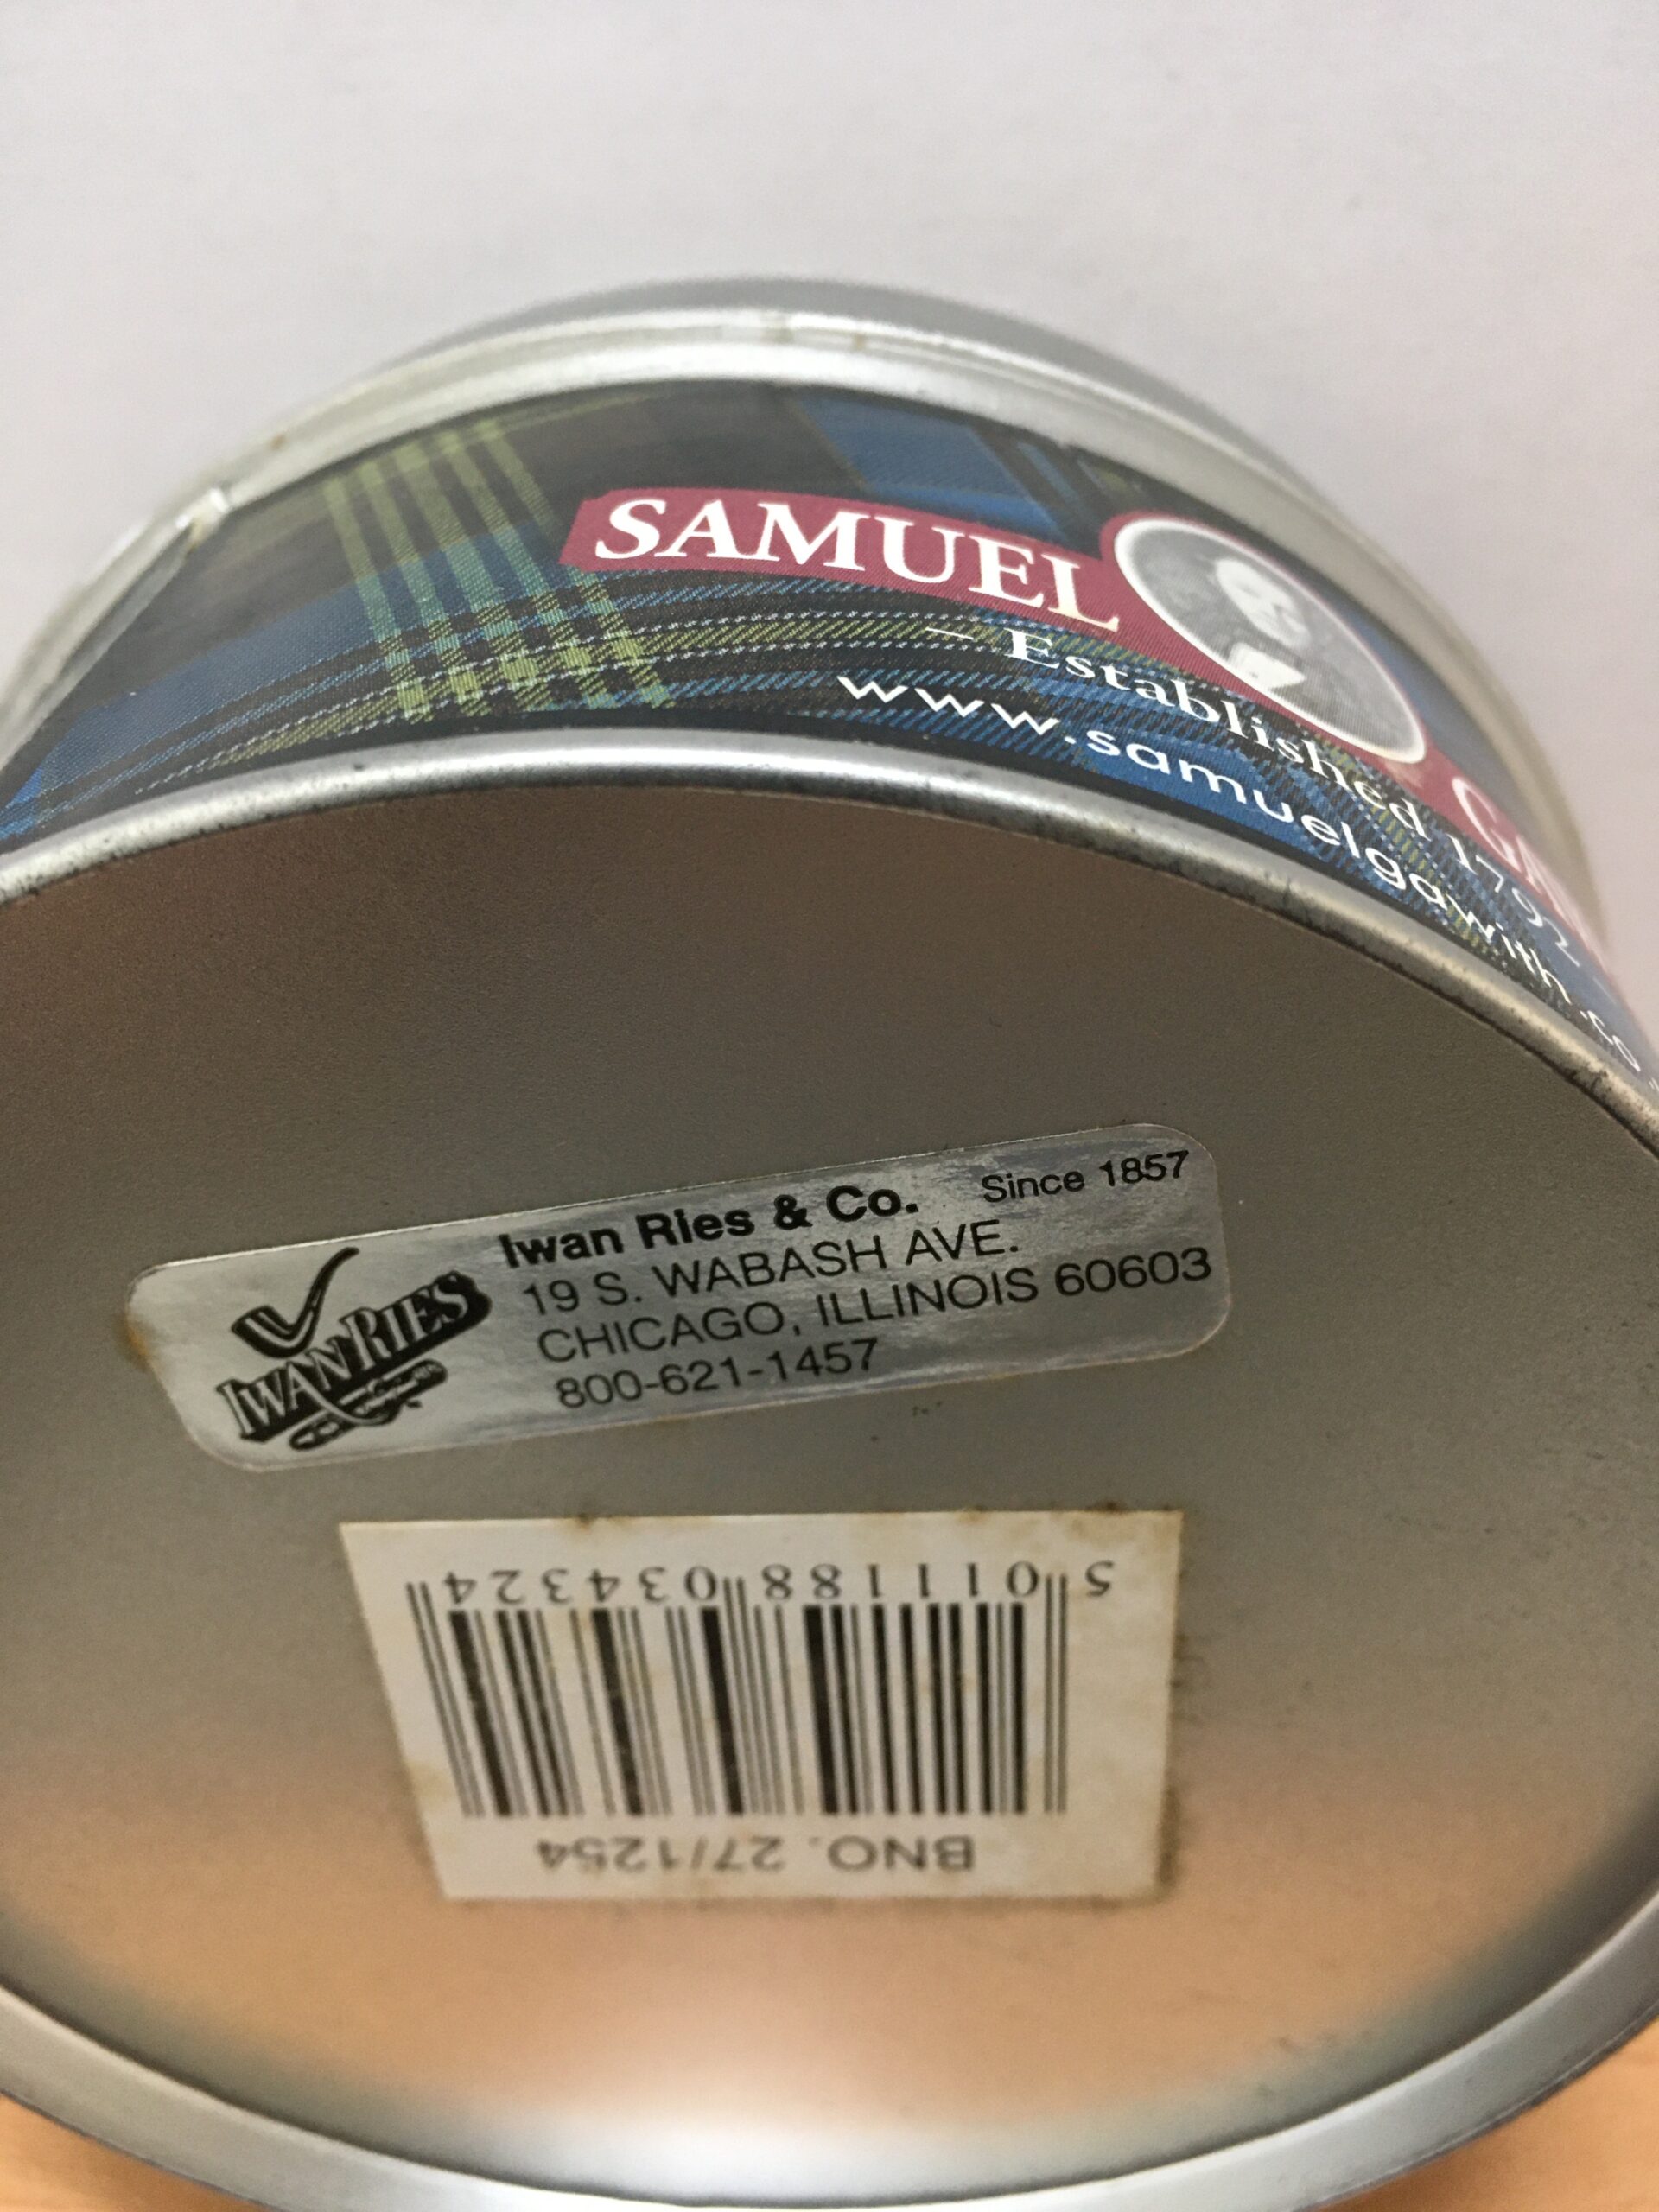 SAMUEL
– Established 1792
www.samuelgawith.co
Iwan Ries & Co. Since 1857
19 S. WABASH AVE.
CHICAGO, ILLINOIS 60603
800-621-1457
IWAN RIES
BNO. 27/1254
5 011188 034324